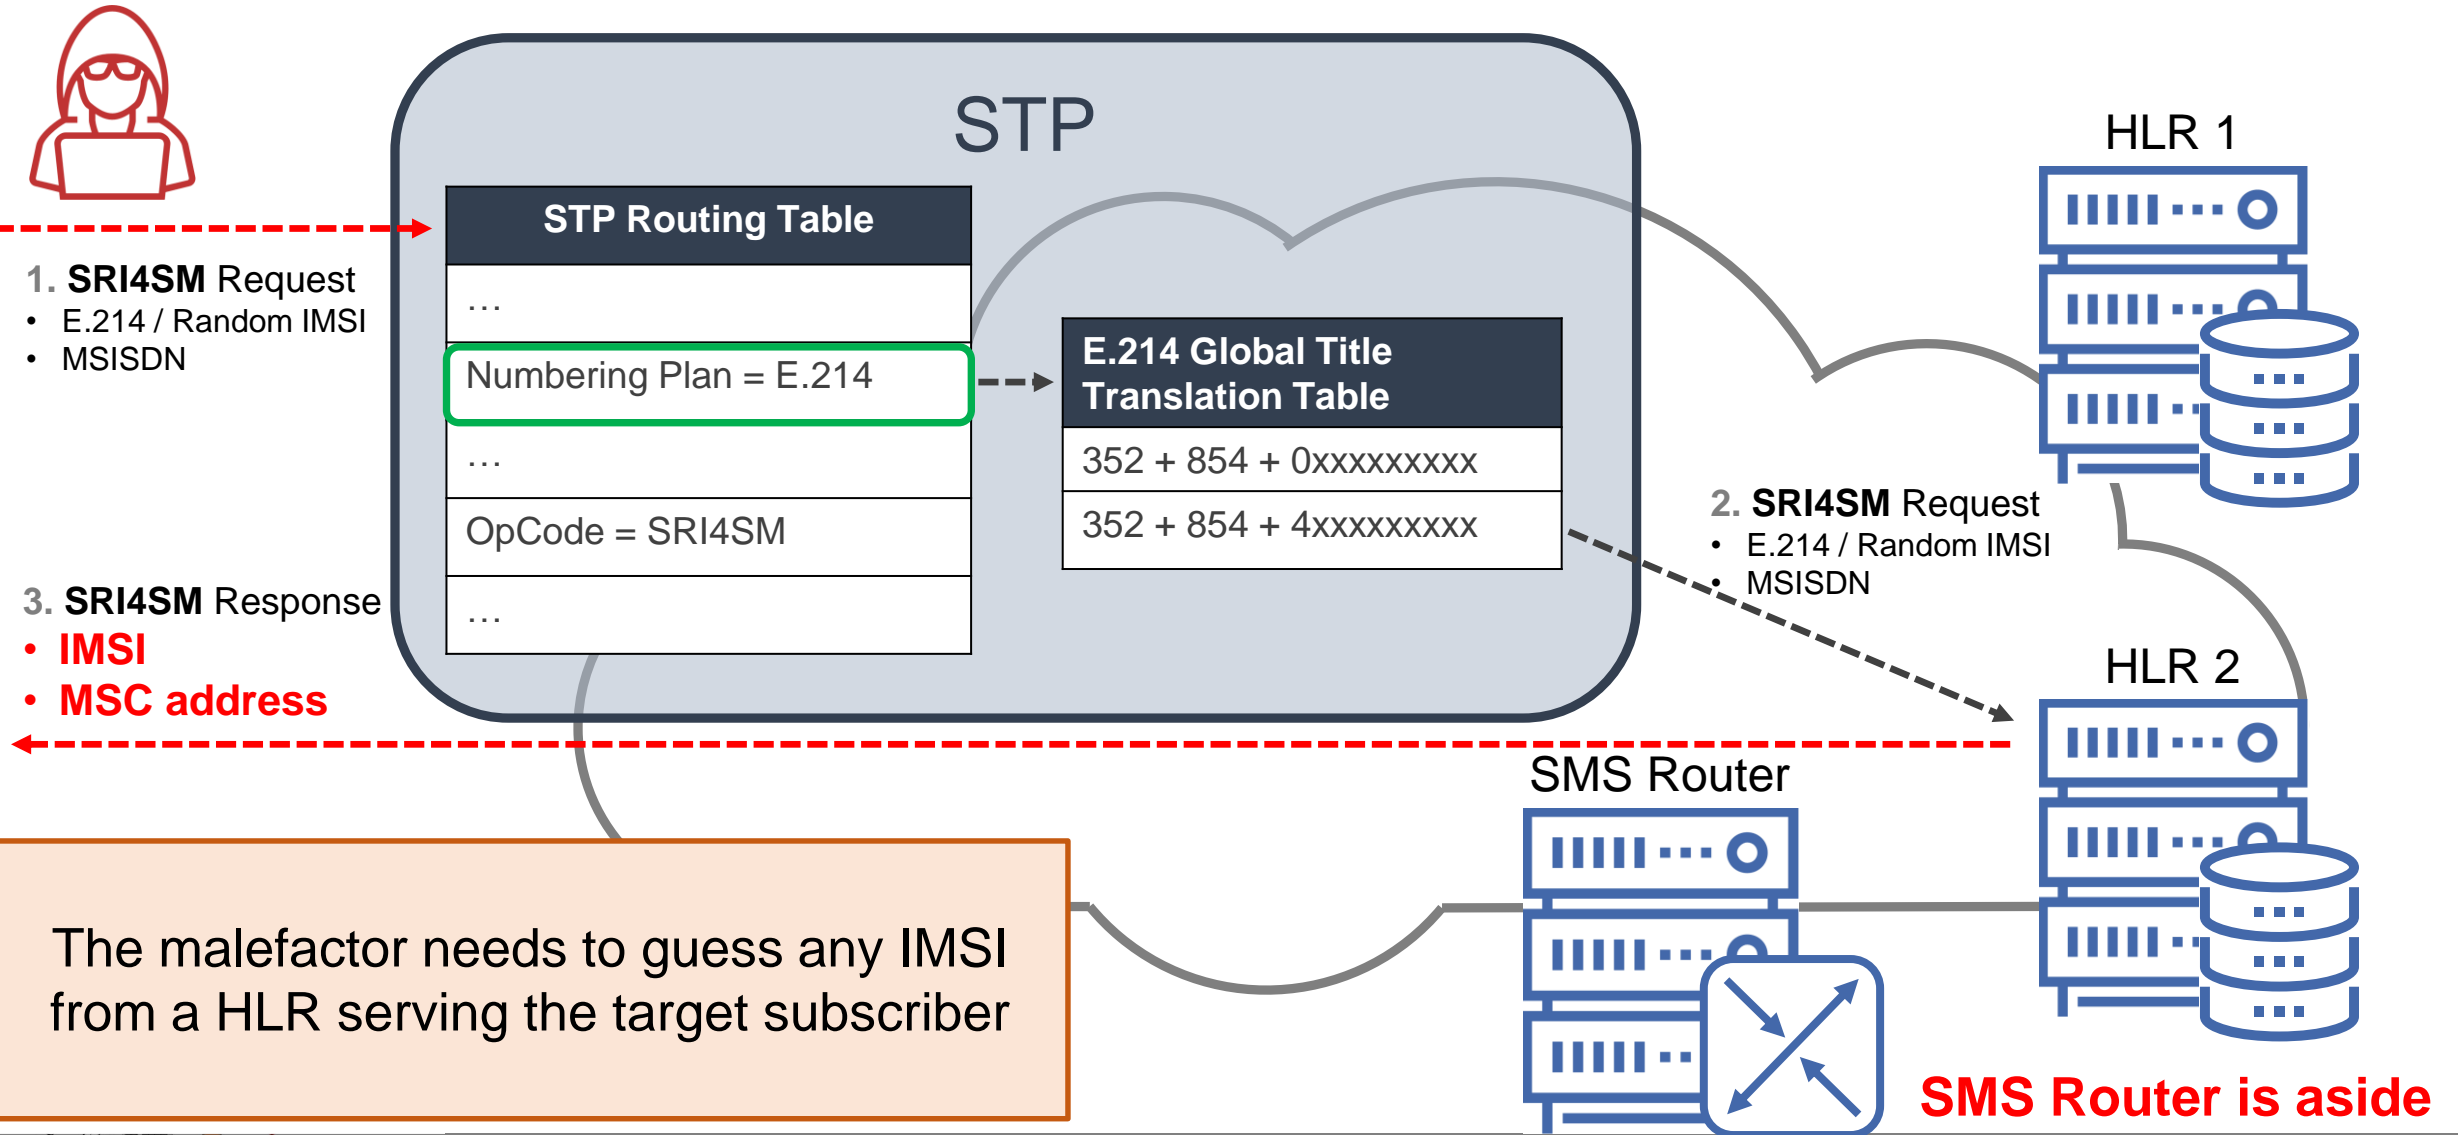 STP
HLR 1
STP Routing Table
…
Numbering Plan = E.214
…
OpCode = SRI4SM
…
E.214 Global Title
Translation Table
352 + 854 + 0xxxxxxxxx
352 + 854 + 4xxxxxxxxx
1. SRI4SM Request
• E.214 / Random IMSI
• MSISDN
2. SRI4SM Request
• E.214 / Random IMSI
• MSISDN
3. SRI4SM Response
• IMSI
• MSC address
HLR 2
SMS Router
The malefactor needs to guess any IMSI
from a HLR serving the target subscriber
SMS Router is aside